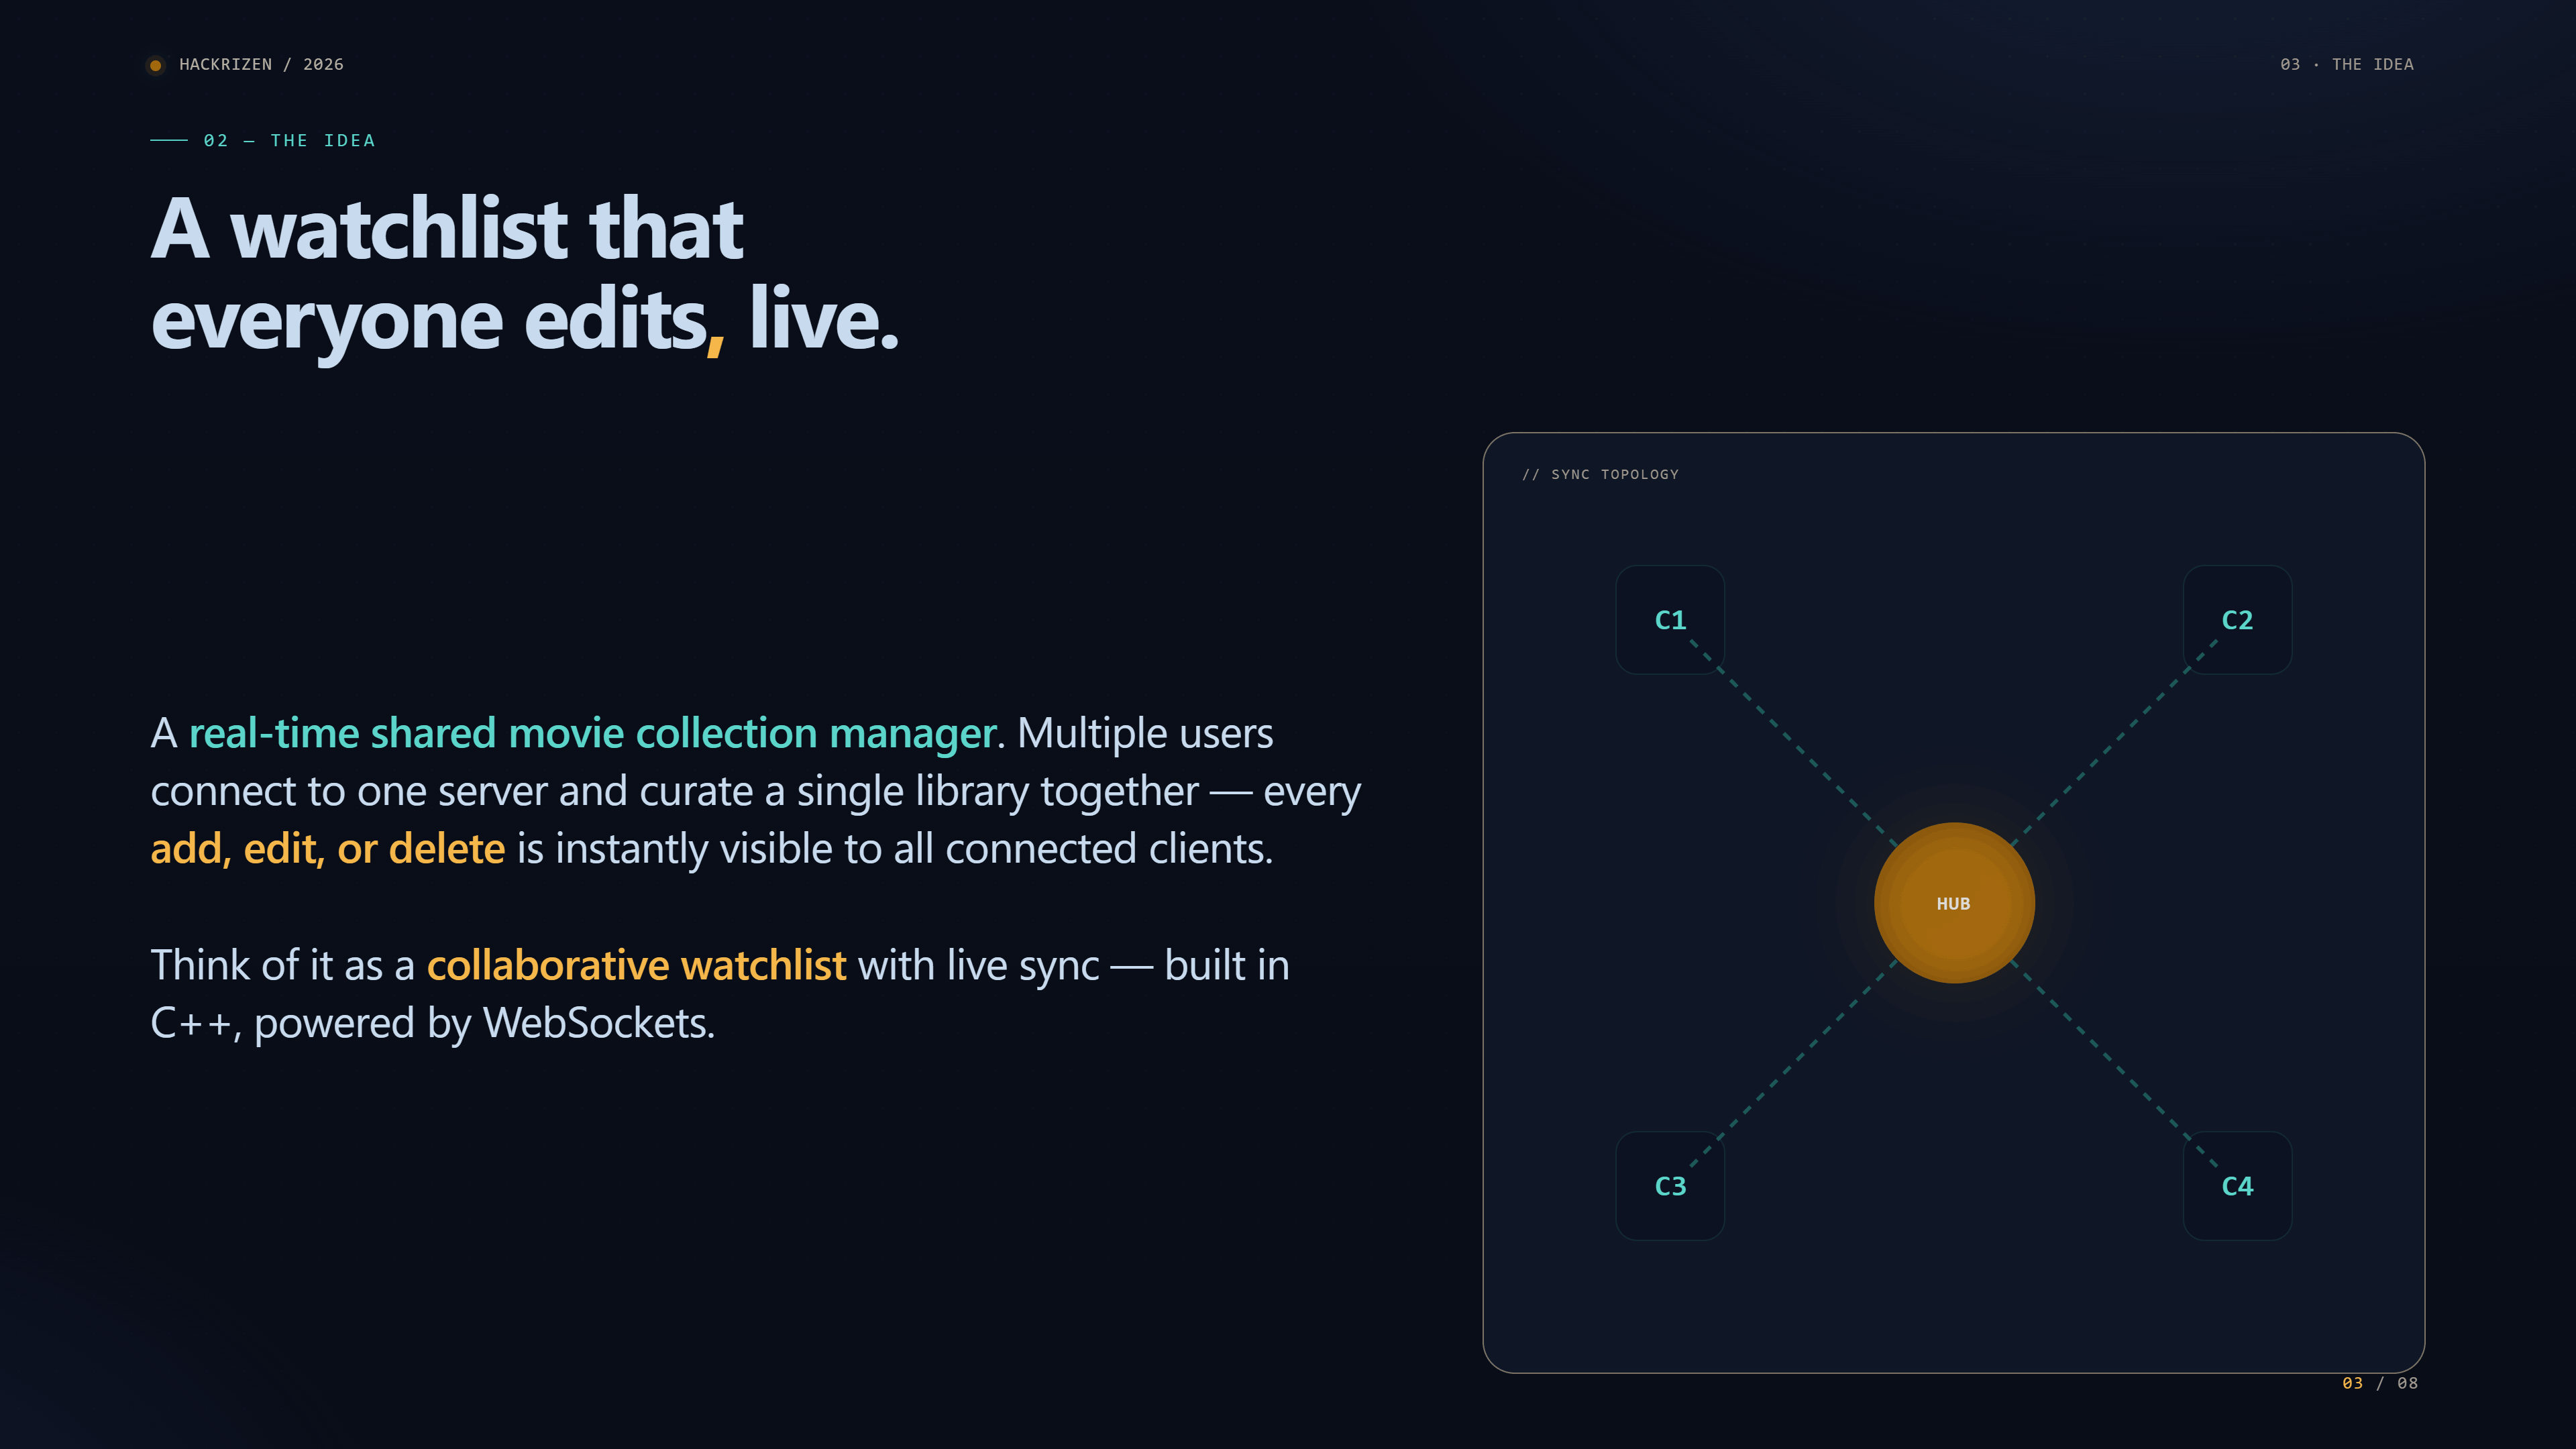 HACKRIZEN / 2026
03 · THE IDEA
02 — THE IDEA
A watchlist that
everyone edits, live.
// SYNC TOPOLOGY
C1
C2
HUB
C3
C4
A real-time shared movie collection manager. Multiple users
connect to one server and curate a single library together — every
add, edit, or delete is instantly visible to all connected clients.
Think of it as a collaborative watchlist with live sync — built in
C++, powered by WebSockets.
03 / 08